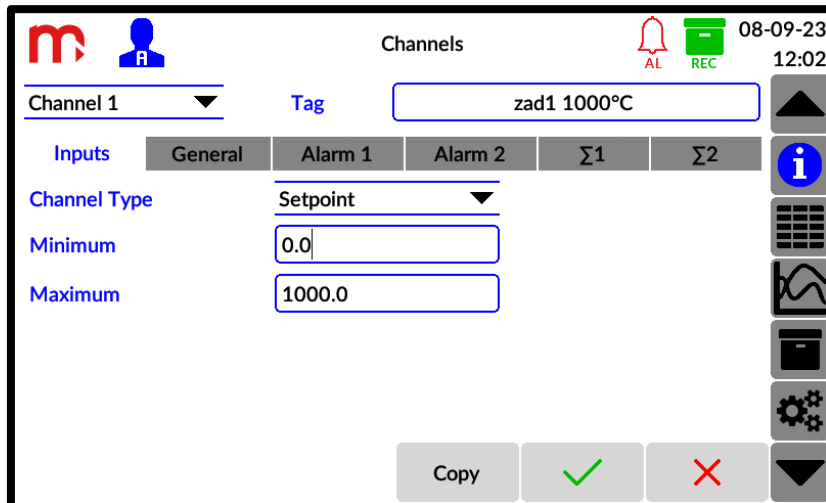 m A Channels AL REC 08-09-23
12:02
Channel 1 Tag zad1 1000°C
Inputs General Alarm 1 Alarm 2 ∑1 ∑2
i
Channel Type Setpoint
Minimum 0.0
Maximum 1000.0
Copy